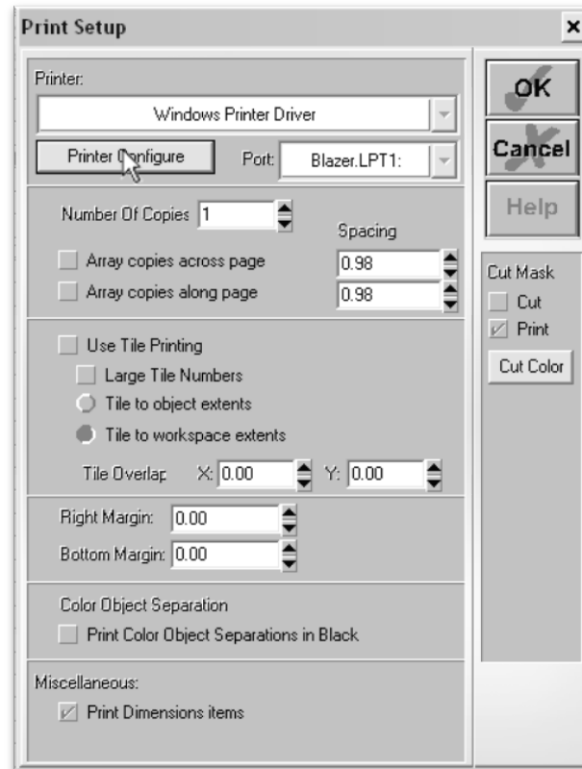 Print Setup
Printer:
Windows Printer Driver
Printer Configure
Port:
Blazer.LPT1:
Number Of Copies
1
Spacing
Array copies across page
0.98
Array copies along page
0.98
Use Tile Printing
Large Tile Numbers
Tile to object extents
Tile to workspace extents
Tile Overlap X: 0.00 Y: 0.00
Right Margin: 0.00
Bottom Margin: 0.00
Color Object Separation
Print Color Object Separations in Black
Miscellaneous:
Print Dimensions items
OK
Cancel
Help
Cut Mask
Cut
Print
Cut Color